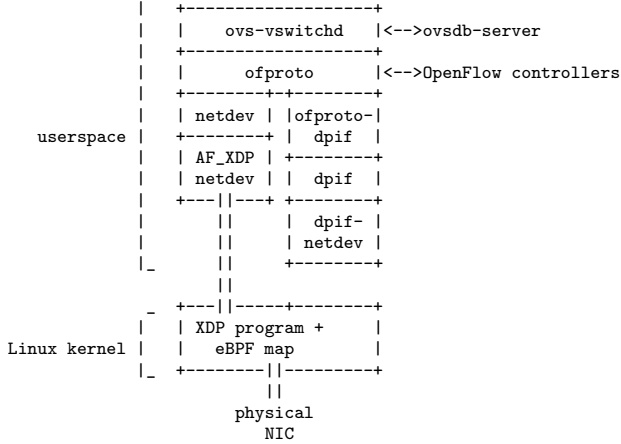 ovs-vswitchd <-->ovsdb-server
ofproto <-->OpenFlow controllers
netdev ofproto-
userspace dpif
AF_XDP
netdev dpif
dpif-
netdev
XDP program +
Linux kernel eBPF map
physical
NIC